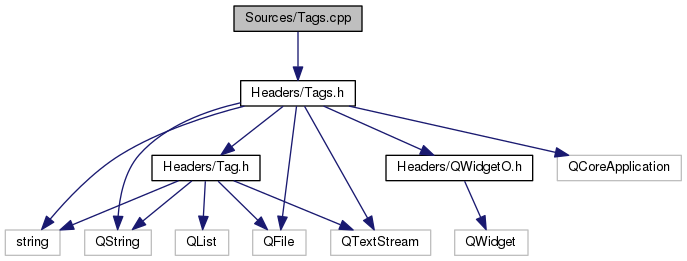 Sources/Tags.cpp
Headers/Tags.h
Headers/Tag.h
Headers/QWidgetO.h
QCoreApplication
string
QString
QList
QFile
QTextStream
QWidget